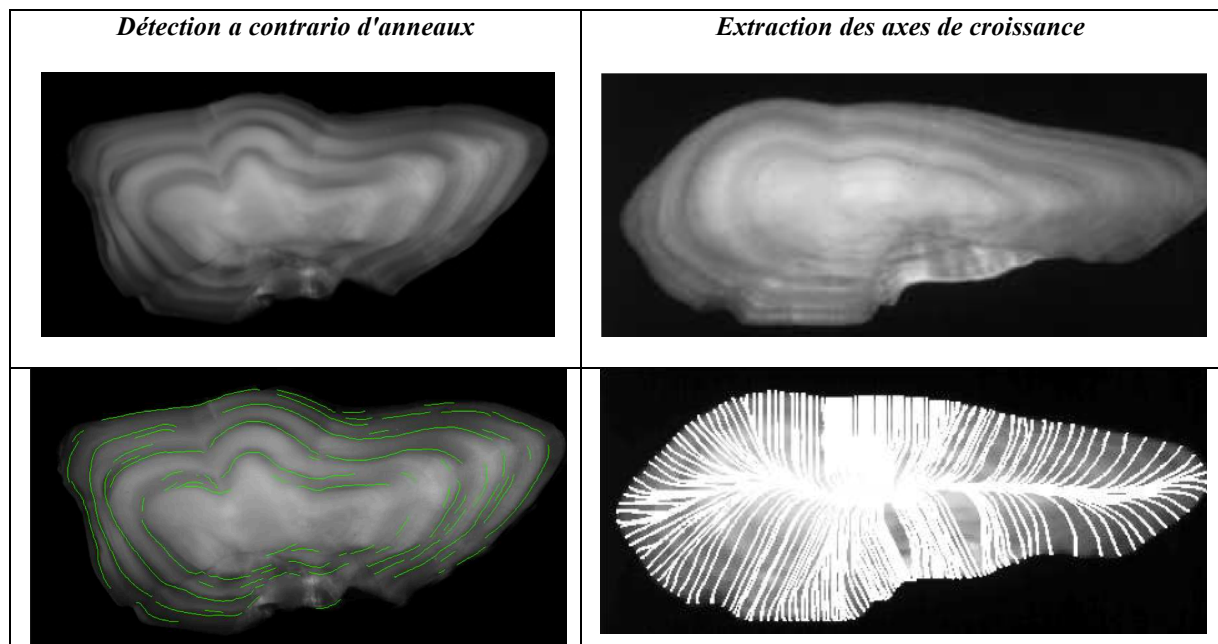 Détection a contrario d'anneaux
Extraction des axes de croissance